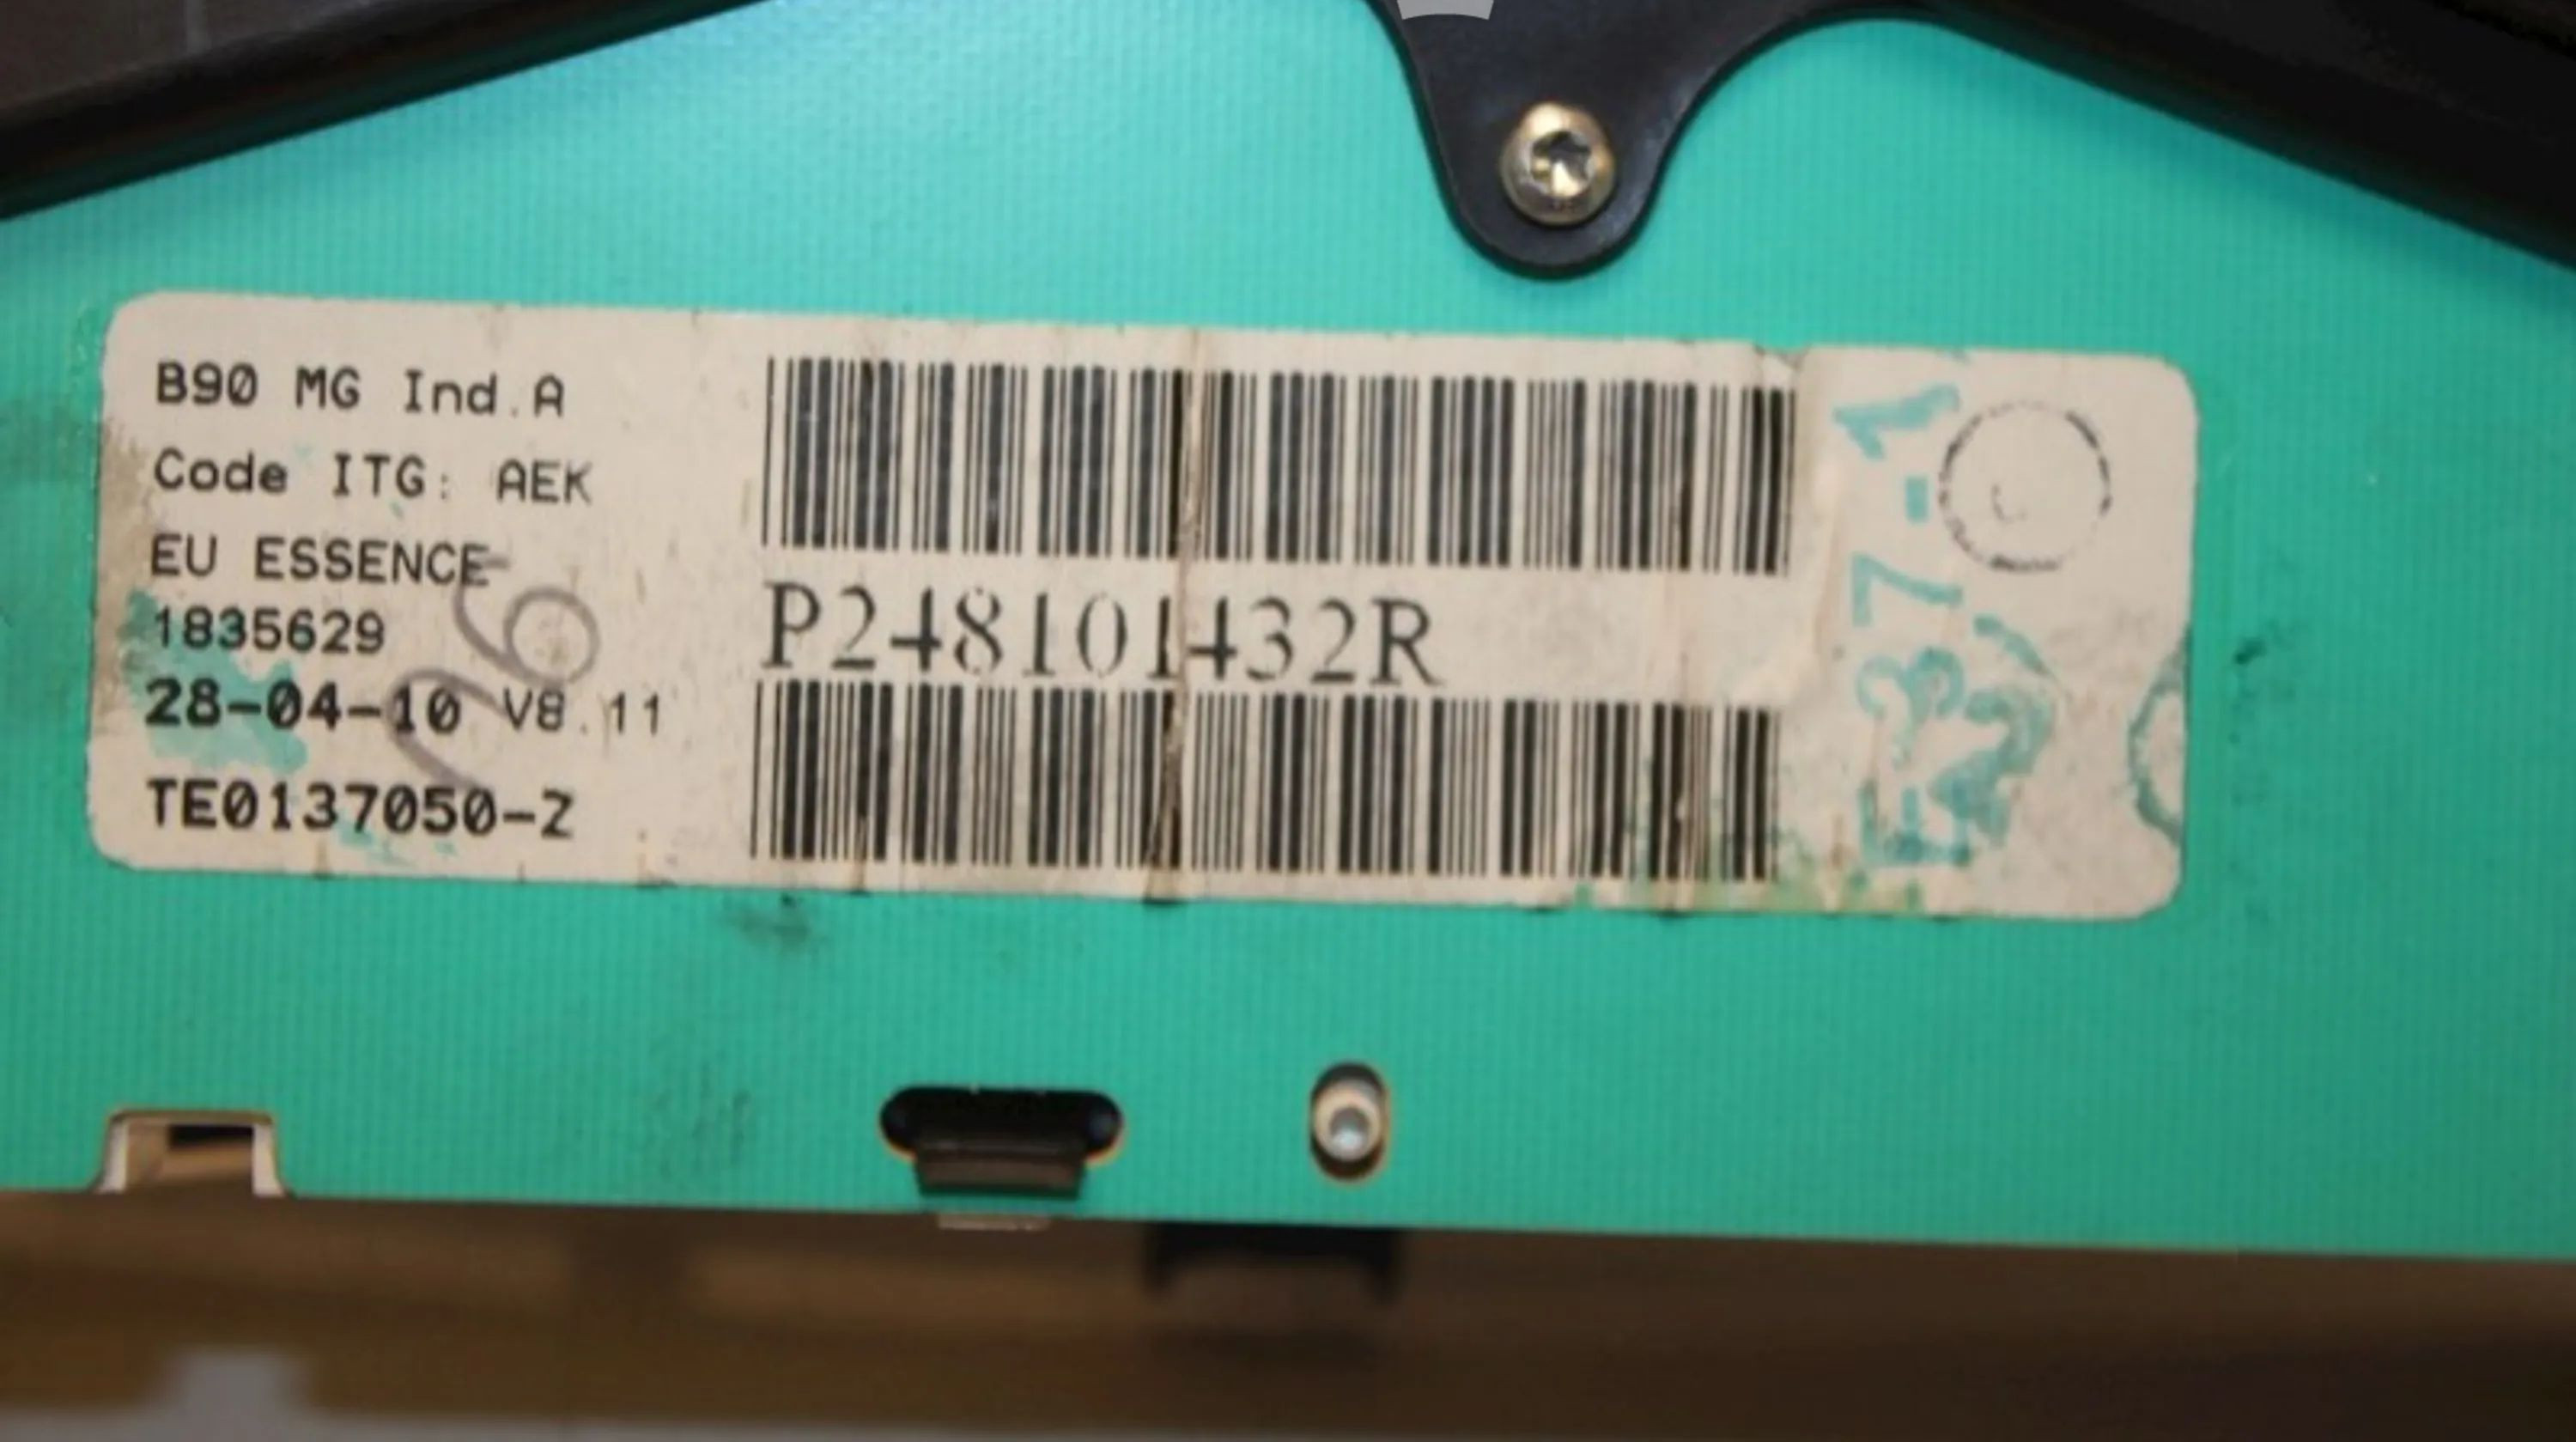 B90 MG Ind.A
Code ITG: AEK
EU ESSENCE
1835629
28-04-10 V8.11
TE0137050-Z
P248101432R